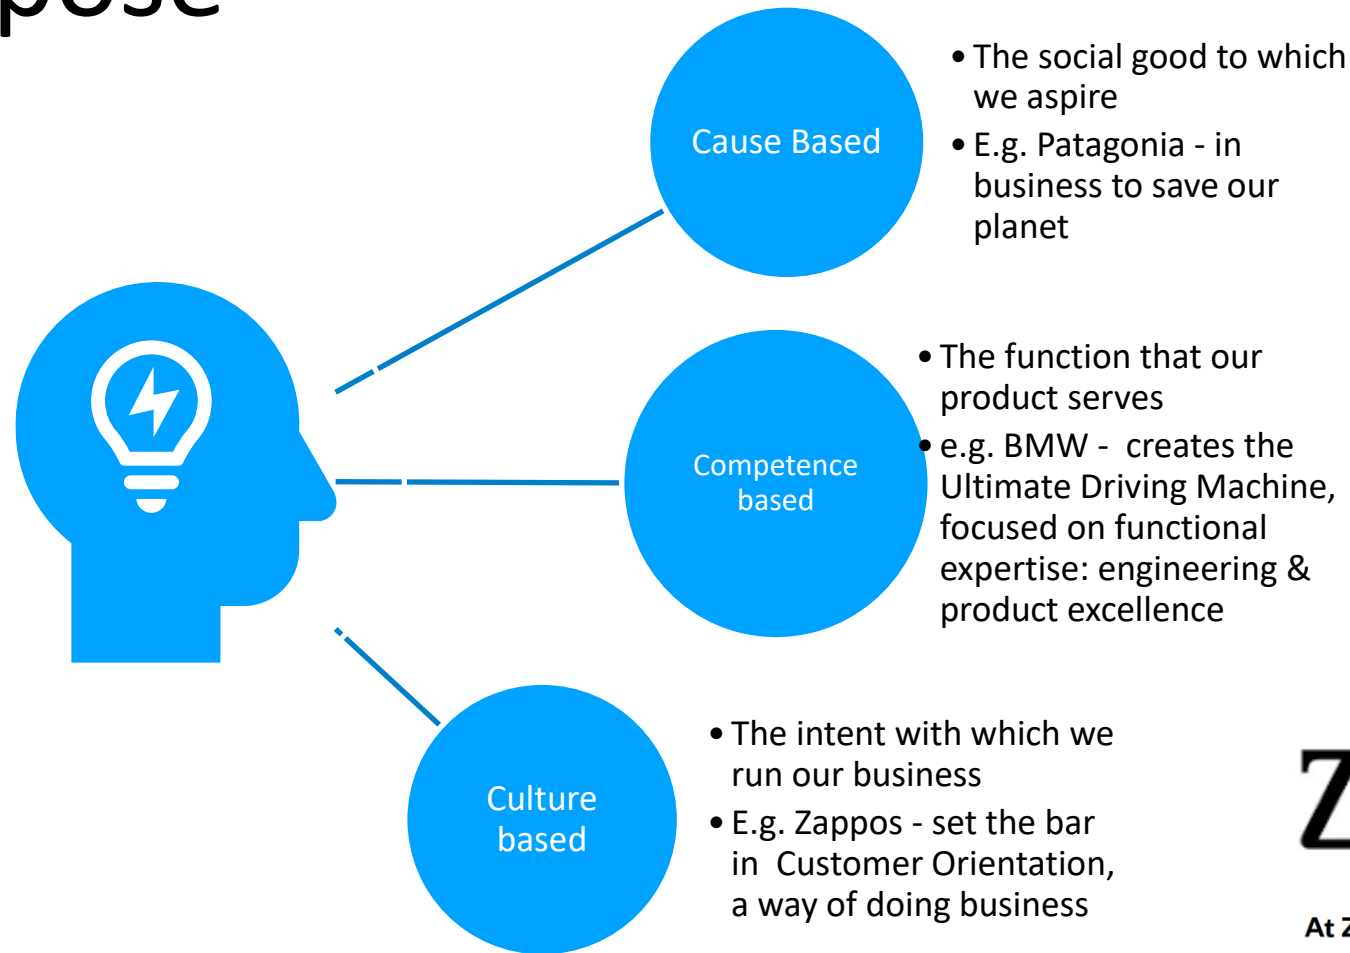 pose
Cause Based
• The social good to which
we aspire
• E.g. Patagonia - in
business to save our
planet
Competence
based
• The function that our
product serves
• e.g. BMW - creates the
Ultimate Driving Machine,
focused on functional
expertise: engineering &
product excellence
Culture
based
• The intent with which we
run our business
• E.g. Zappos - set the bar
in Customer Orientation,
a way of doing business
Z
At Z